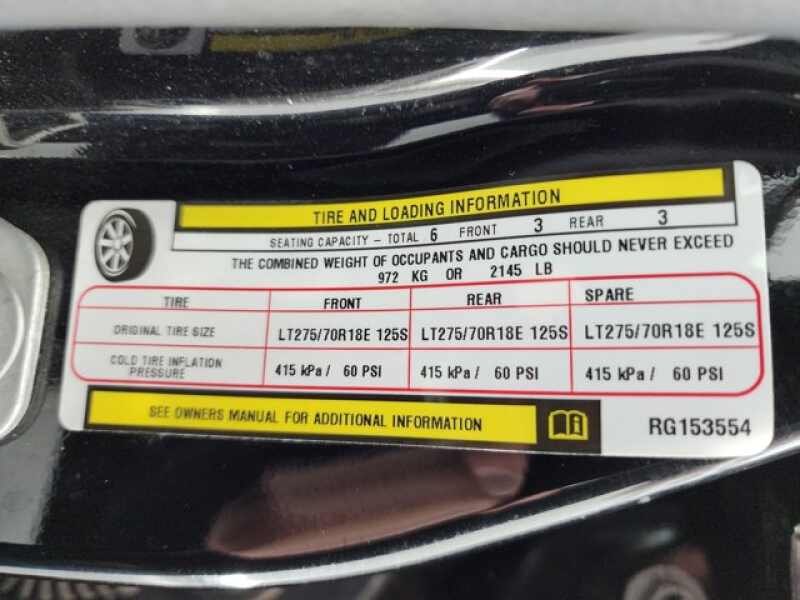 TIRE AND LOADING INFORMATION
SEATING CAPACITY – TOTAL 6 FRONT 3 REAR 3
THE COMBINED WEIGHT OF OCCUPANTS AND CARGO SHOULD NEVER EXCEED
972 KG OR 2145 LB
TIRE FRONT REAR SPARE
ORIGINAL TIRE SIZE LT275/70R18E 125S LT275/70R18E 125S LT275/70R18E 125S
COLD TIRE INFLATION PRESSURE 415 kPa / 60 PSI 415 kPa / 60 PSI 415 kPa / 60 PSI
SEE OWNERS MANUAL FOR ADDITIONAL INFORMATION RG153554